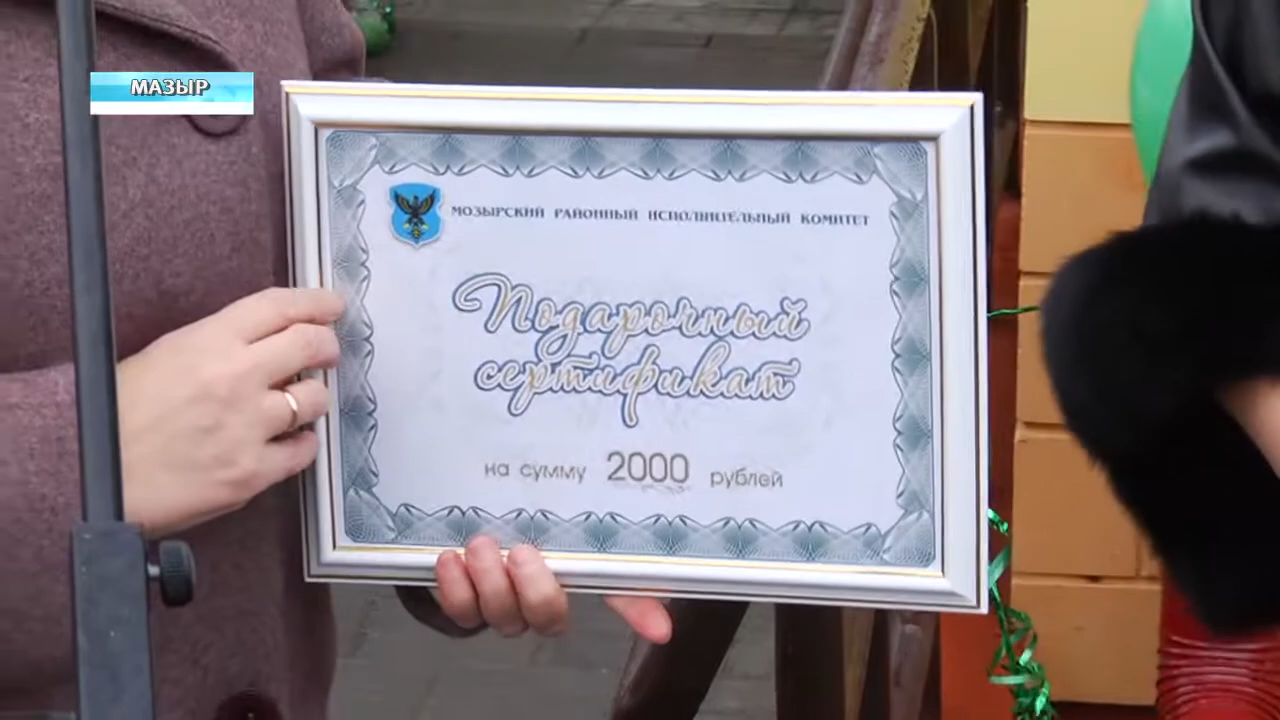 МАЗЫР
МОЗЫРСКИЙ РАЙОННЫЙ ИСПОЛНИТЕЛЬНЫЙ КОМИТЕТ
Подарочный
сертификат
на сумму 2000 рублей